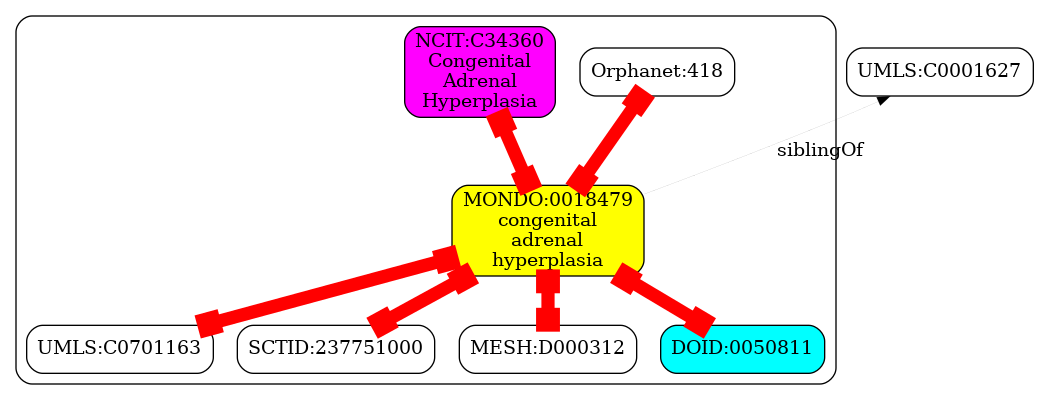 NCIT:C34360
Congenital
Adrenal
Hyperplasia
Orphanet:418
UMLS:C0001627
siblingOf
MONDO:0018479
congenital
adrenal
hyperplasia
UMLS:C0701163
SCTID:237751000
MESH:D000312
DOID:0050811